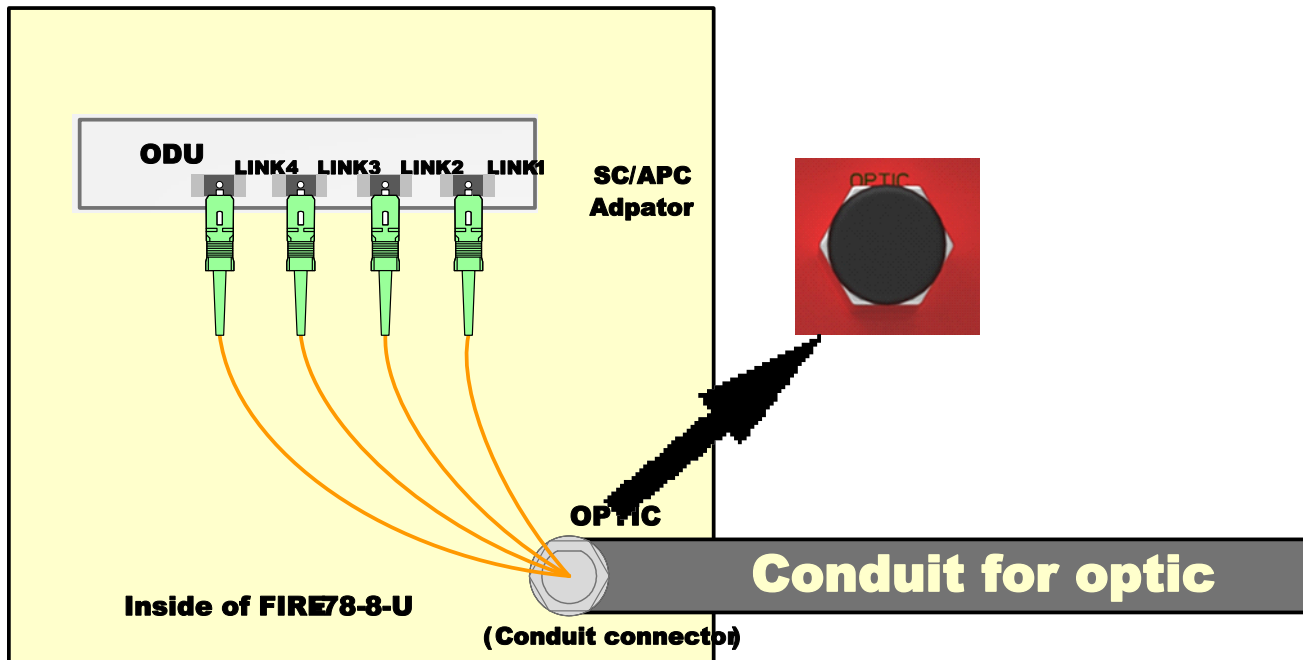 ODU
LINK4 LINK3 LINK2 LINK1
SC/APC
Adpator
OPTIC
OPTIC
Conduit for optic
Inside of FIRE78-8-U
(Conduit connector)